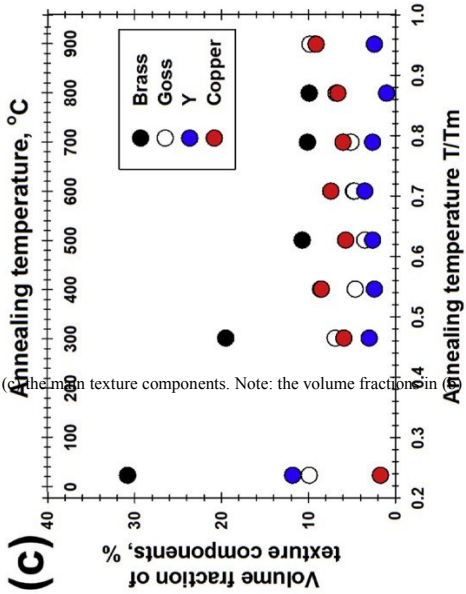 (c)
Annealing temperature, °C
0 100 200 300 400 500 600 700 800 900
Volume fraction of
texture components, %
40
30
20
10
0
Brass
Goss
Y
Copper
0.2 0.3 0.4 0.5 0.6 0.7 0.8 0.9 1.0
Annealing temperature T/Tm
(c) the main texture components. Note: the volume fractions in (b)